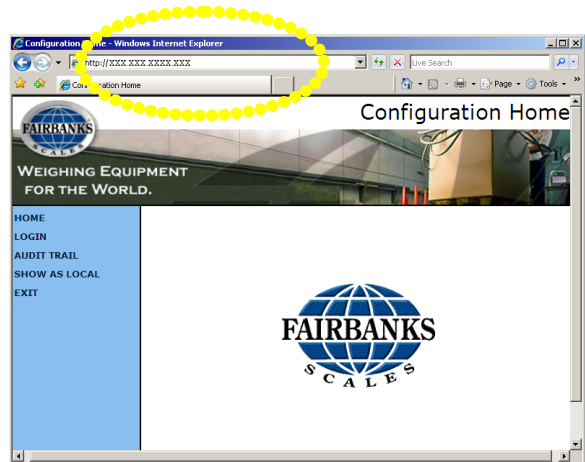 Configuration Home - Windows Internet Explorer
http://XXX.XXX.XXXX.XXX
Live Search
Configuration Home
Page
Tools
»
Configuration Home
FAIRBANKS
SCALES
WEIGHING EQUIPMENT
FOR THE WORLD.
HOME
LOGIN
AUDIT TRAIL
SHOW AS LOCAL
EXIT
FAIRBANKS
SCALES